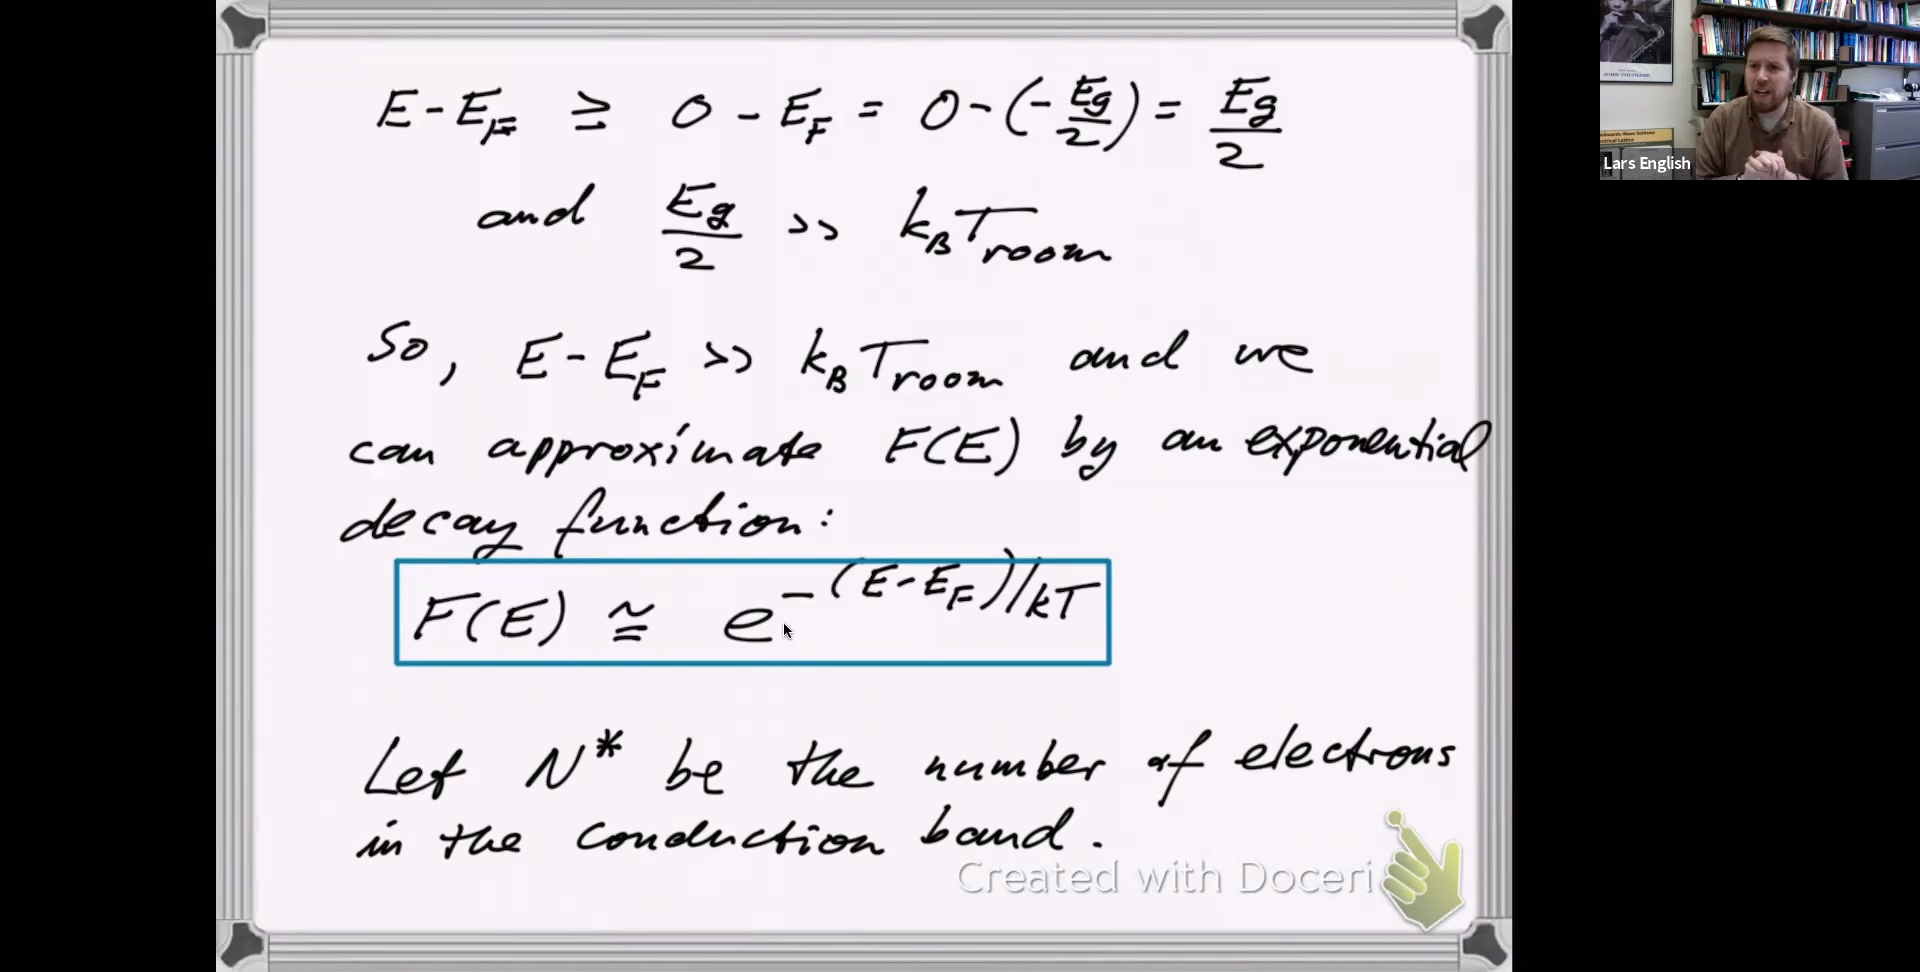 E - E_F ≥ 0 - E_F = 0 - (- Eg/2) = Eg/2
and Eg/2 >> k_B T_room
So, E - E_F >> k_B T_room and we
can approximate F(E) by an exponential
decay function:
F(E) ≅ e^-(E-E_F)/kT
Let N* be the number of electrons
in the conduction band.
Created with Doceri
Lars English